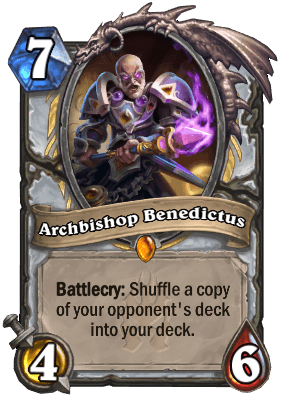 7
Archbishop Benedictus
Battlecry: Shuffle a copy
of your opponent's deck
into your deck.
4
6